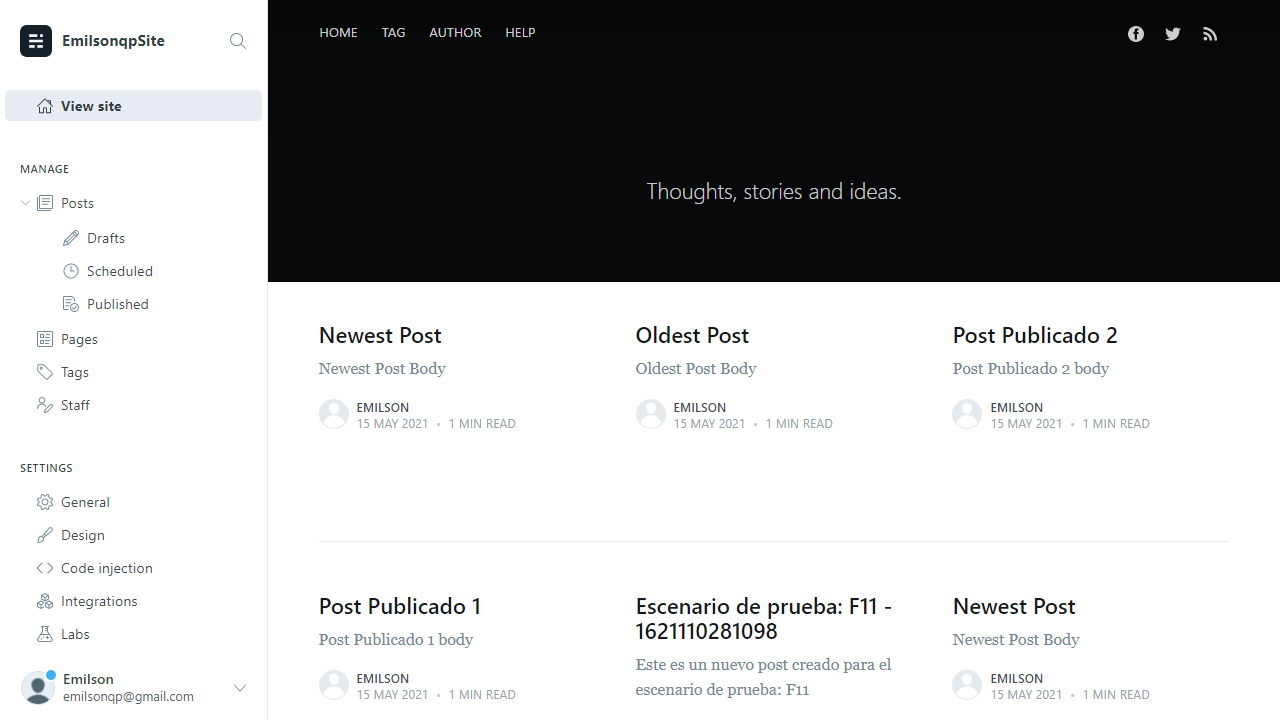 EmilsonqpSite
View site
MANAGE
Posts
Drafts
Scheduled
Published
Pages
Tags
Staff
SETTINGS
General
Design
Code injection
Integrations
Labs
Emilson
emilsonqp@gmail.com
HOME TAG AUTHOR HELP
Thoughts, stories and ideas.
Newest Post
Newest Post Body
EMILSON
15 MAY 2021 • 1 MIN READ
Oldest Post
Oldest Post Body
EMILSON
15 MAY 2021 • 1 MIN READ
Post Publicado 2
Post Publicado 2 body
EMILSON
15 MAY 2021 • 1 MIN READ
Post Publicado 1
Post Publicado 1 body
EMILSON
15 MAY 2021 • 1 MIN READ
Escenario de prueba: F11 -
1621110281098
Este es un nuevo post creado para el
escenario de prueba: F11
Newest Post
Newest Post Body
EMILSON
15 MAY 2021 • 1 MIN READ